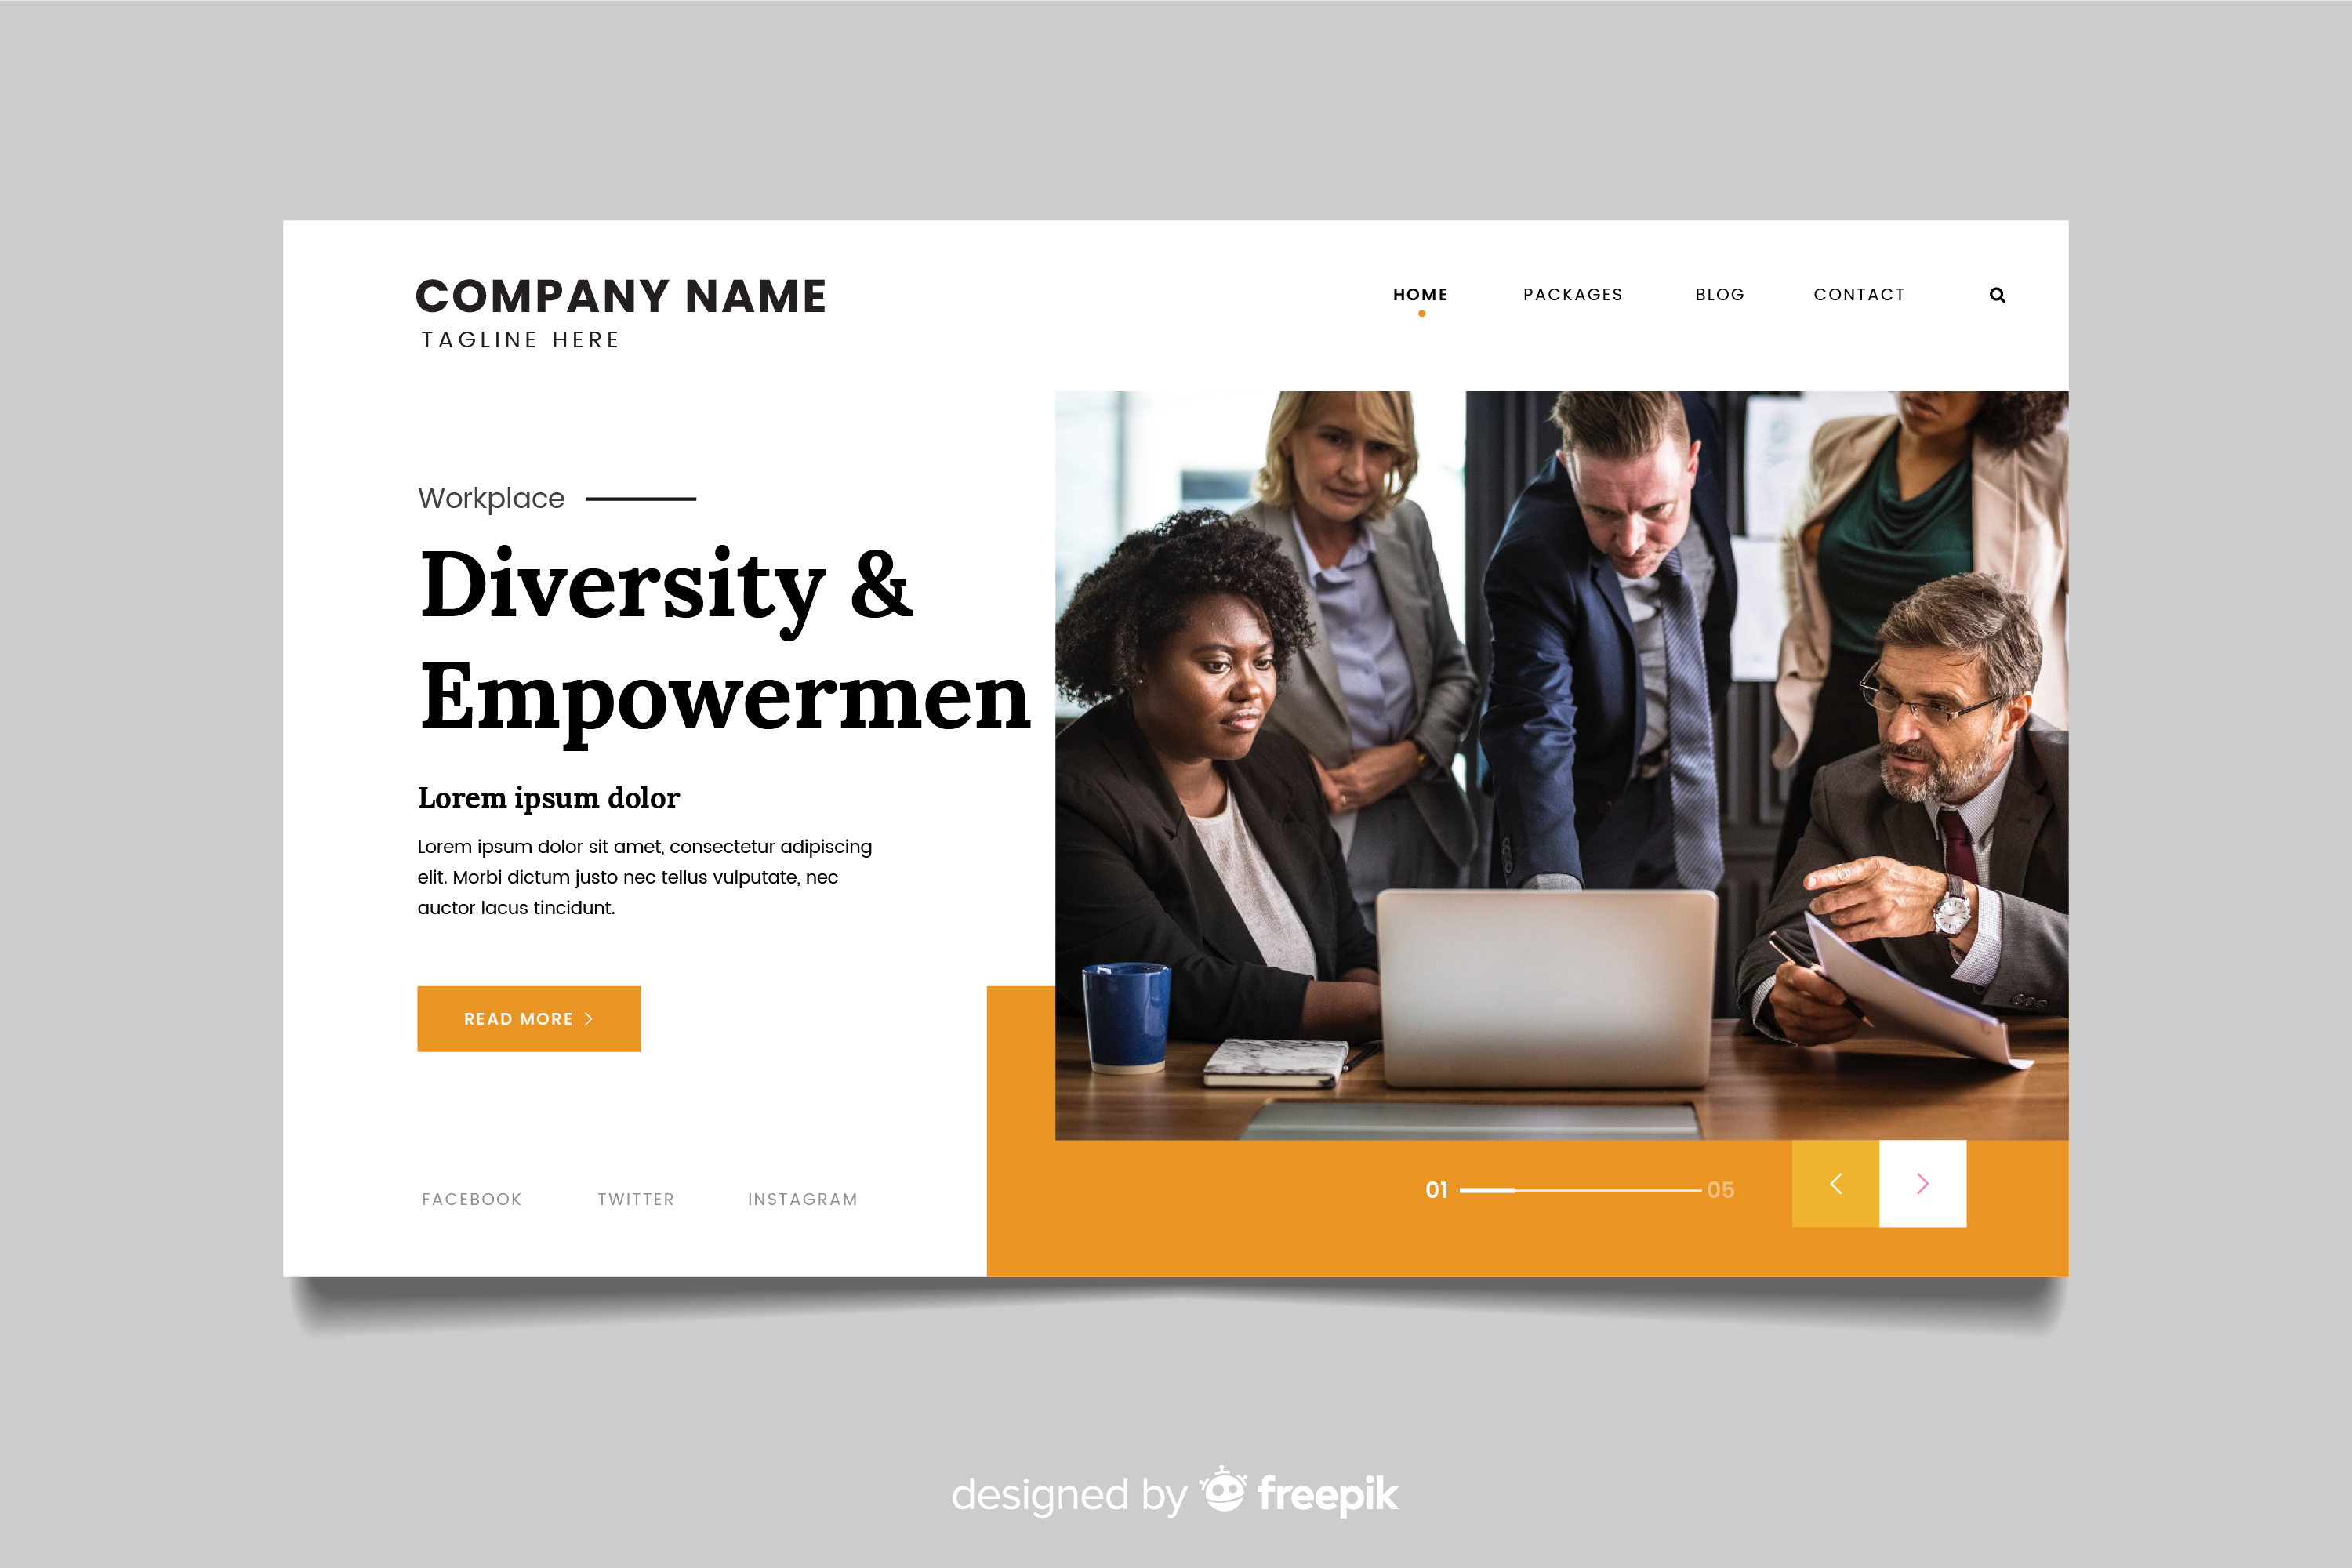 COMPANY NAME
TAGLINE HERE
HOME PACKAGES BLOG CONTACT
Workplace
Diversity &
Empowermen
Lorem ipsum dolor
Lorem ipsum dolor sit amet, consectetur adipiscing
elit. Morbi dictum justo nec tellus vulputate, nec
auctor lacus tincidunt.
READ MORE >
FACEBOOK TWITTER INSTAGRAM
01 05
designed by freepik